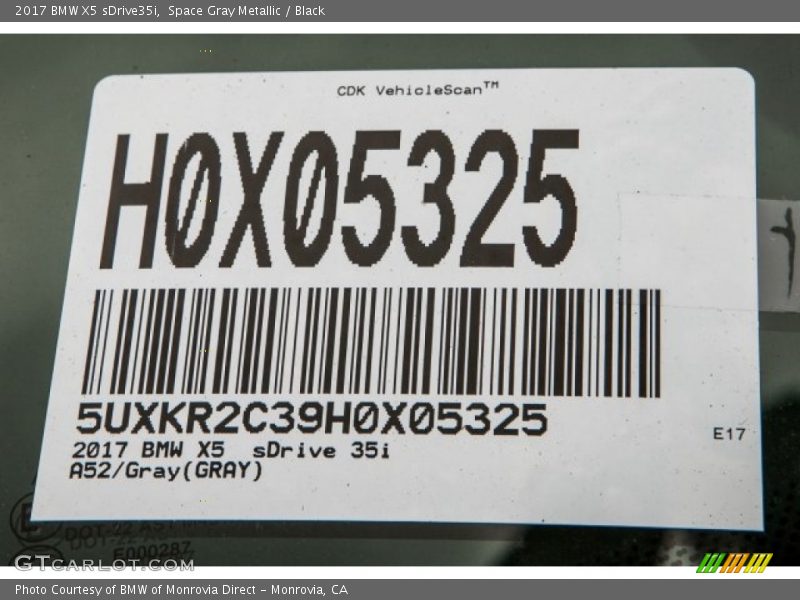 2017 BMW X5 sDrive35i, Space Gray Metallic / Black
CDK VehicleScan™
H0X05325
5UXKR2C39H0X05325
2017 BMW X5 sDrive 35i
A52/Gray(GRAY)
E17
E000287
GTCARLOT.COM
Photo Courtesy of BMW of Monrovia Direct - Monrovia, CA